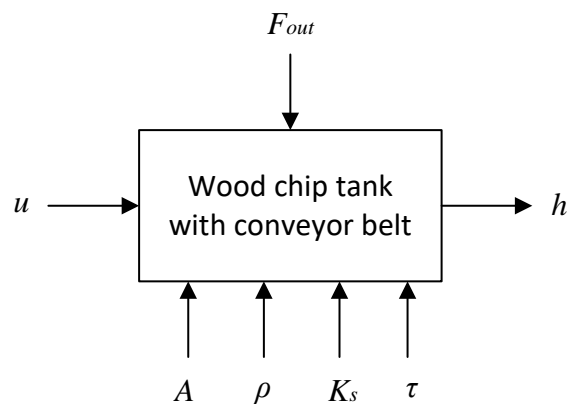 F_out
Wood chip tank
u with conveyor belt h
A ρ K_s τ